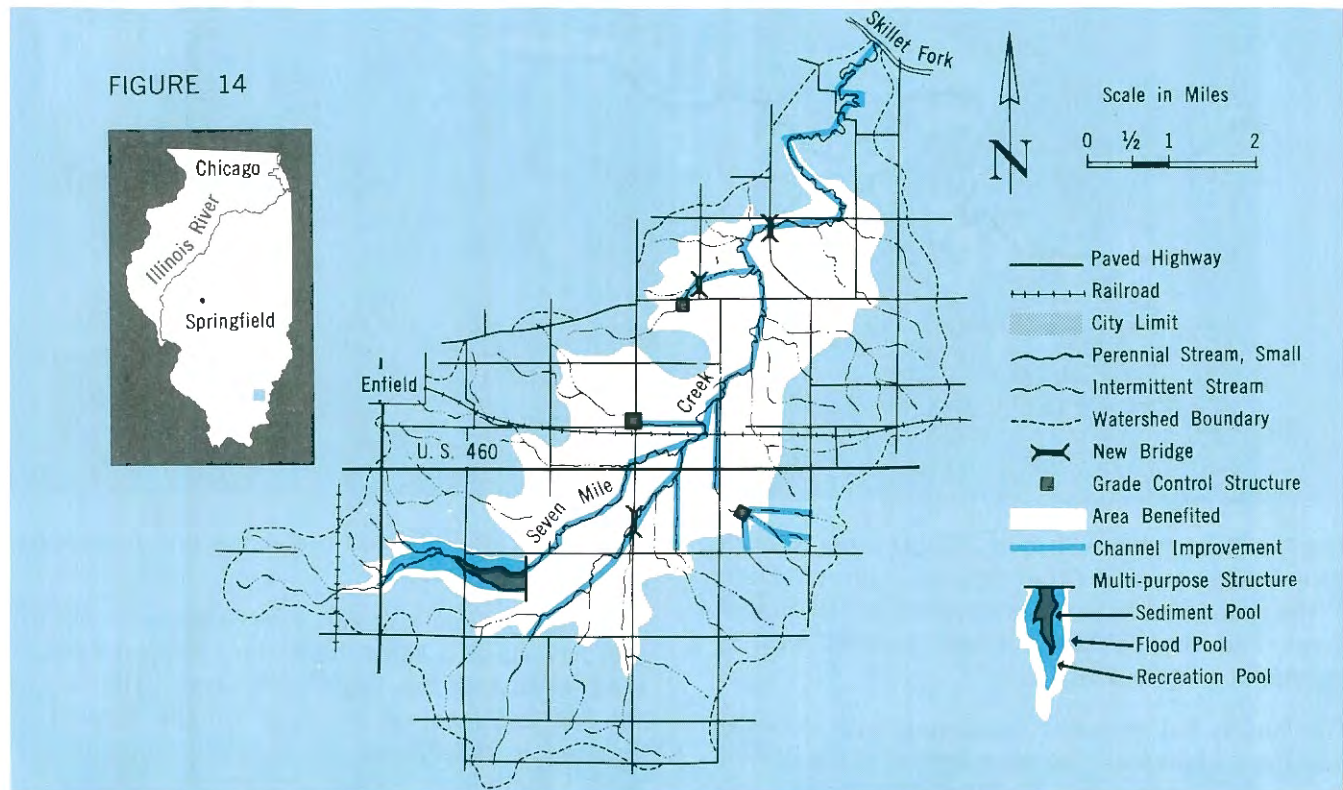 FIGURE 14
Chicago
Illinois River
Springfield
Skillet Fork
N
Scale in Miles
0 ½ 1 2
Enfield
U. S. 460
Seven Mile Creek
Paved Highway
Railroad
City Limit
Perennial Stream, Small
Intermittent Stream
Watershed Boundary
New Bridge
Grade Control Structure
Area Benefited
Channel Improvement
Multi-purpose Structure
Sediment Pool
Flood Pool
Recreation Pool